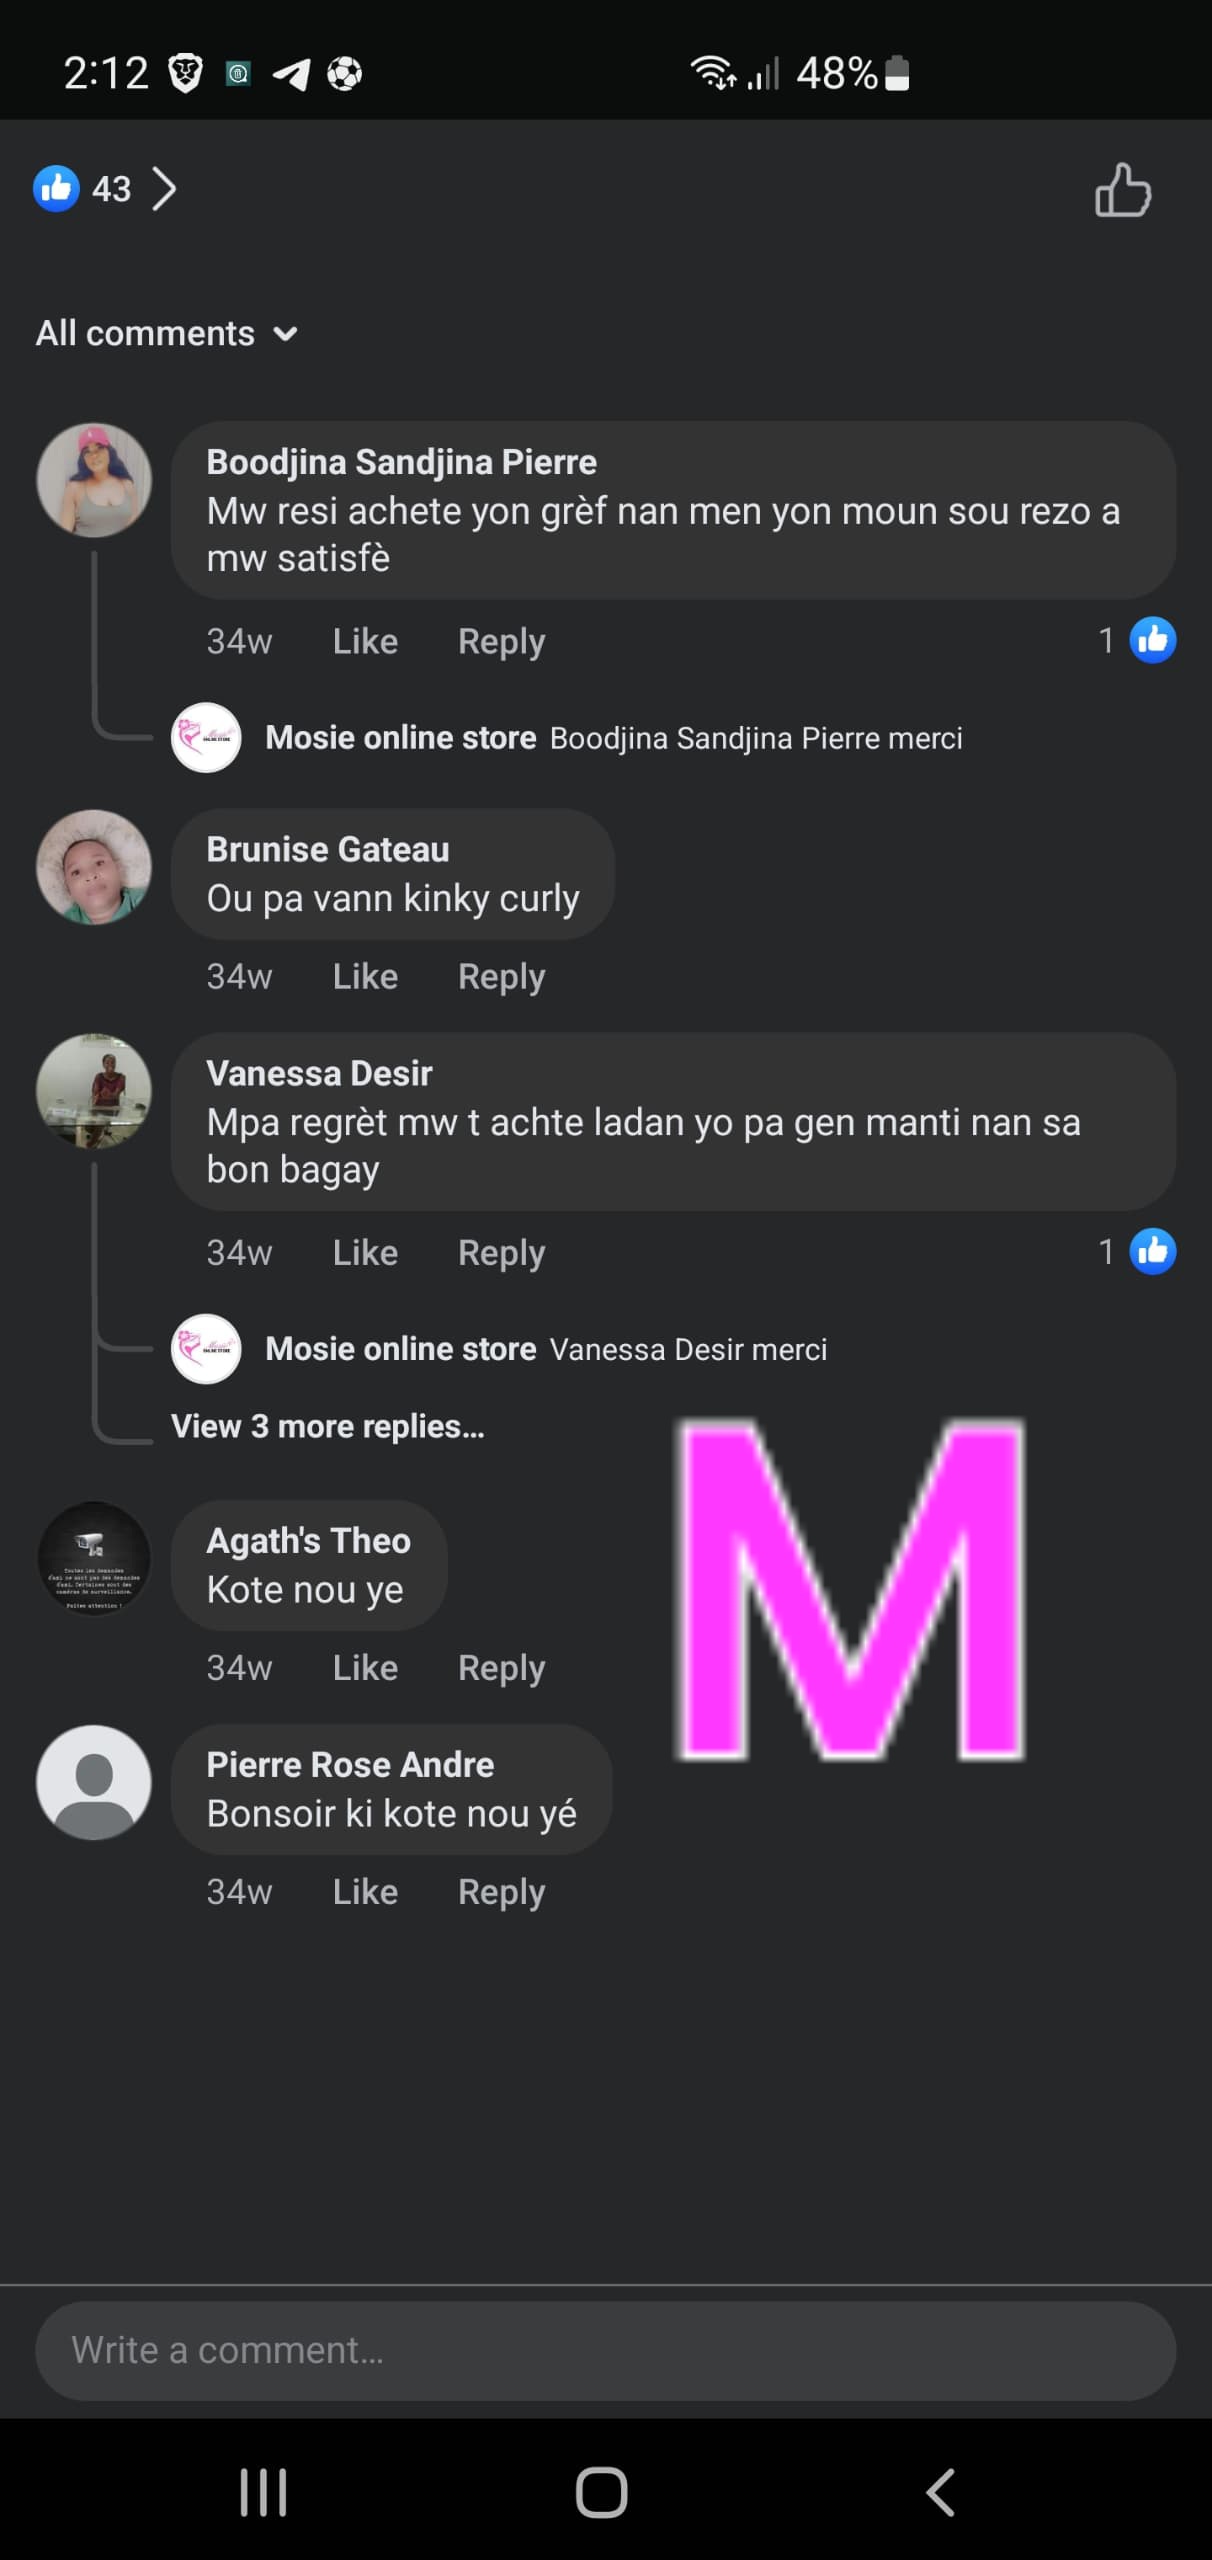 2:12
48%
43
All comments
Boodjina Sandjina Pierre
Mw resi achete yon grèf nan men yon moun sou rezo a
mw satisfè
34w Like Reply 1
Mosie online store Boodjina Sandjina Pierre merci
Brunise Gateau
Ou pa vann kinky curly
34w Like Reply
Vanessa Desir
Mpa regrèt mw t achte ladan yo pa gen manti nan sa
bon bagay
34w Like Reply 1
Mosie online store Vanessa Desir merci
View 3 more replies...
M
Agath's Theo
Kote nou ye
34w Like Reply
Pierre Rose Andre
Bonsoir ki kote nou yé
34w Like Reply
Write a comment...